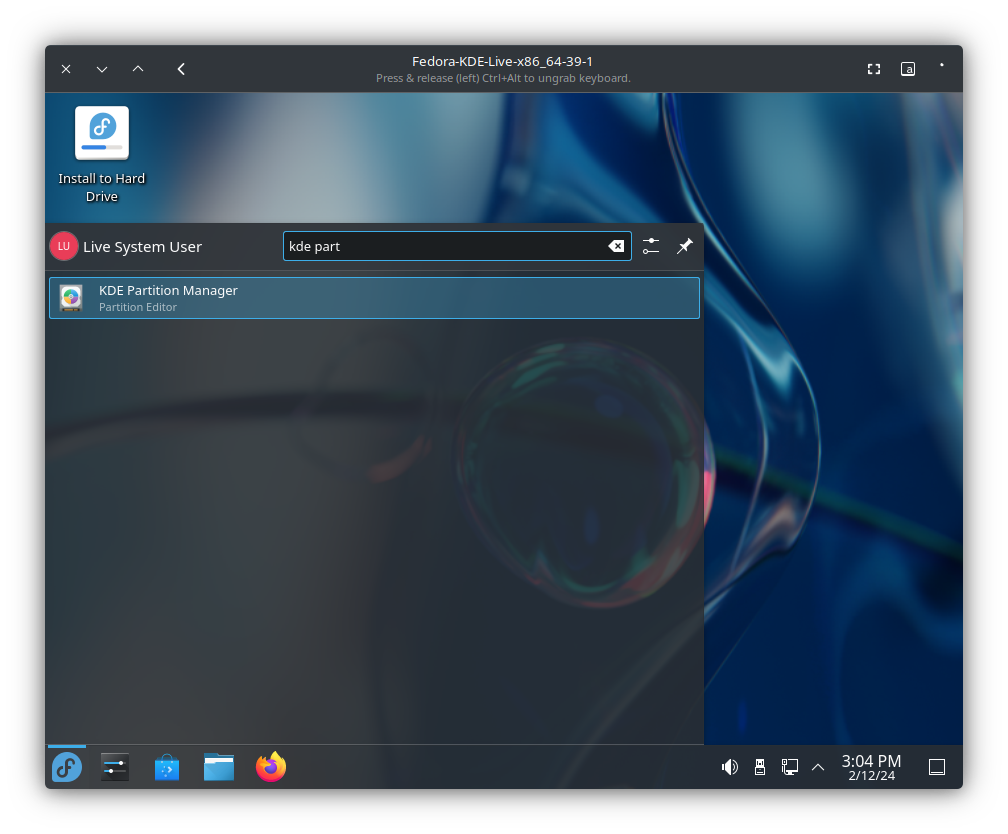 Fedora-KDE-Live-x86_64-39-1
Press & release (left) Ctrl+Alt to ungrab keyboard.
a
Install to Hard
Drive
LU
Live System User
kde part
KDE Partition Manager
Partition Editor
3:04 PM
2/12/24